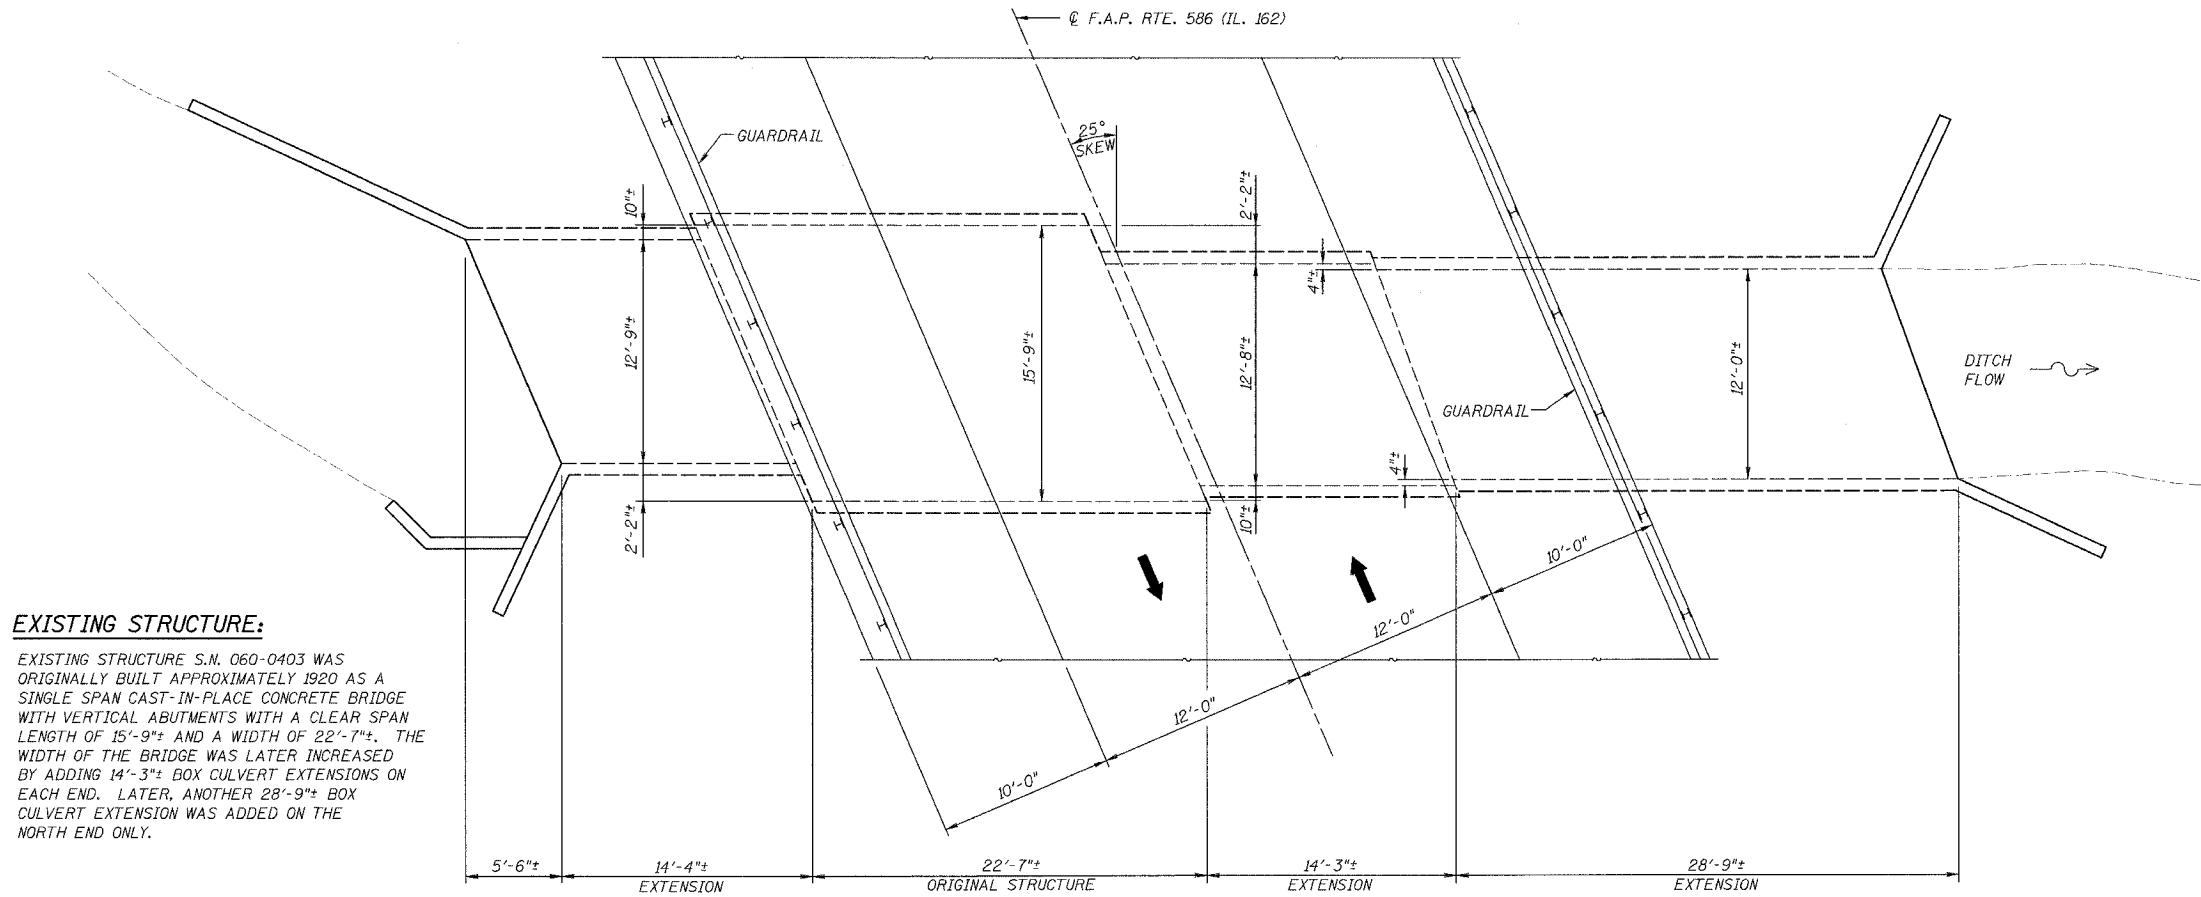 ℄ F.A.P. RTE. 586 (IL. 162)
GUARDRAIL
25°
SKEW
10"±
2'-2"±
4"±
12'-9"±
15'-9"±
12'-8"±
12'-0"±
DITCH
FLOW
GUARDRAIL
4"±
2'-2"±
10"±
10'-0"
12'-0"
12'-0"
10'-0"
EXISTING STRUCTURE:
EXISTING STRUCTURE S.N. 060-0403 WAS
ORIGINALLY BUILT APPROXIMATELY 1920 AS A
SINGLE SPAN CAST-IN-PLACE CONCRETE BRIDGE
WITH VERTICAL ABUTMENTS WITH A CLEAR SPAN
LENGTH OF 15'-9"± AND A WIDTH OF 22'-7"±. THE
WIDTH OF THE BRIDGE WAS LATER INCREASED
BY ADDING 14'-3"± BOX CULVERT EXTENSIONS ON
EACH END. LATER, ANOTHER 28'-9"± BOX
CULVERT EXTENSION WAS ADDED ON THE
NORTH END ONLY.
5'-6"±
14'-4"±
EXTENSION
22'-7"±
ORIGINAL STRUCTURE
14'-3"±
EXTENSION
28'-9"±
EXTENSION